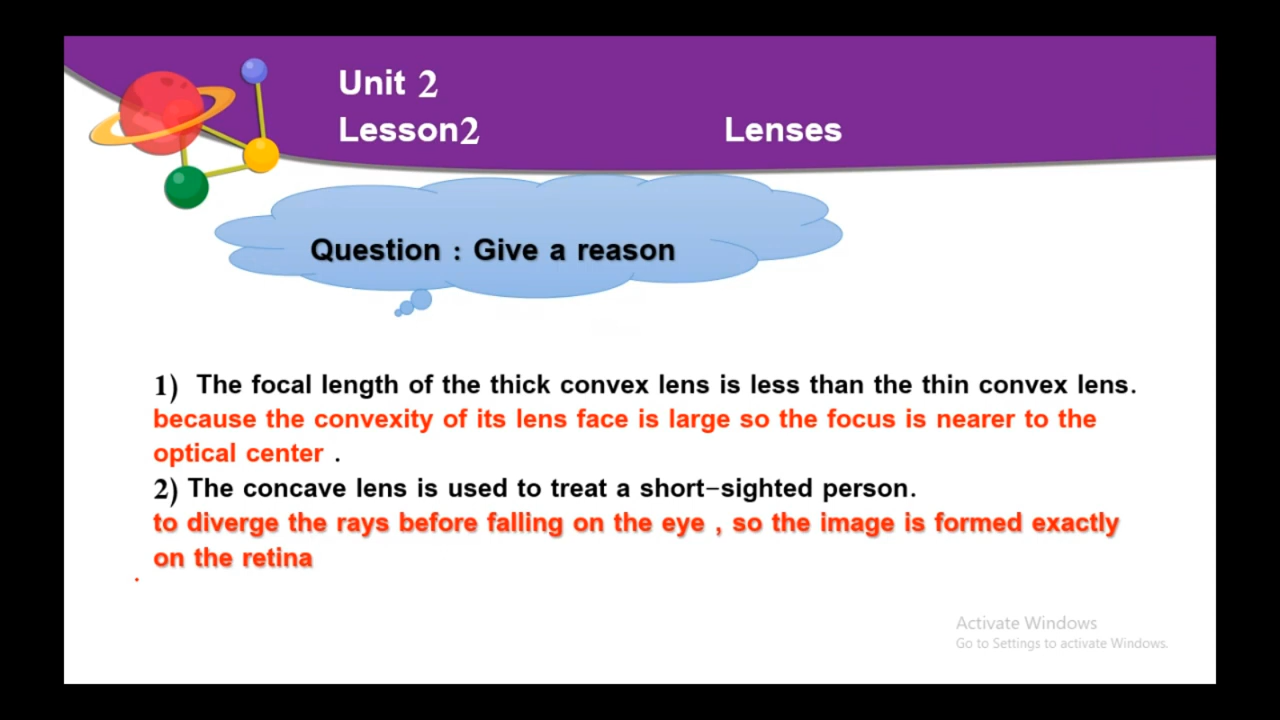 Unit 2
Lesson2 Lenses
Question : Give a reason
1) The focal length of the thick convex lens is less than the thin convex lens.
because the convexity of its lens face is large so the focus is nearer to the
optical center .
2) The concave lens is used to treat a short-sighted person.
to diverge the rays before falling on the eye , so the image is formed exactly
on the retina
.
Activate Windows
Go to Settings to activate Windows.